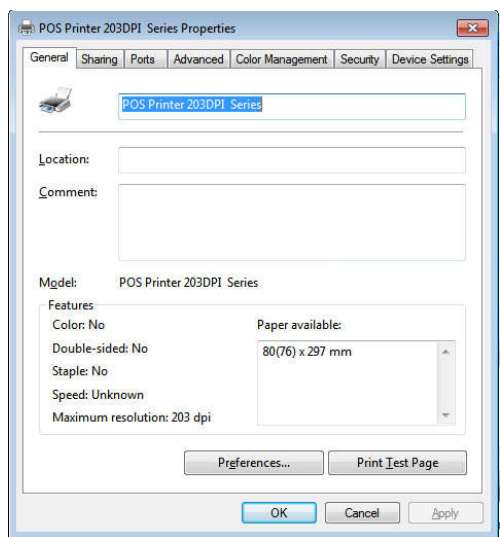 POS Printer 203DPI Series Properties
General Sharing Ports Advanced Color Management Security Device Settings
POS Printer 203DPI Series
Location:
Comment:
Model: POS Printer 203DPI Series
Features
Color: No
Paper available:
Double-sided: No
80(76) x 297 mm
Staple: No
Speed: Unknown
Maximum resolution: 203 dpi
Preferences... Print Test Page
OK Cancel Apply